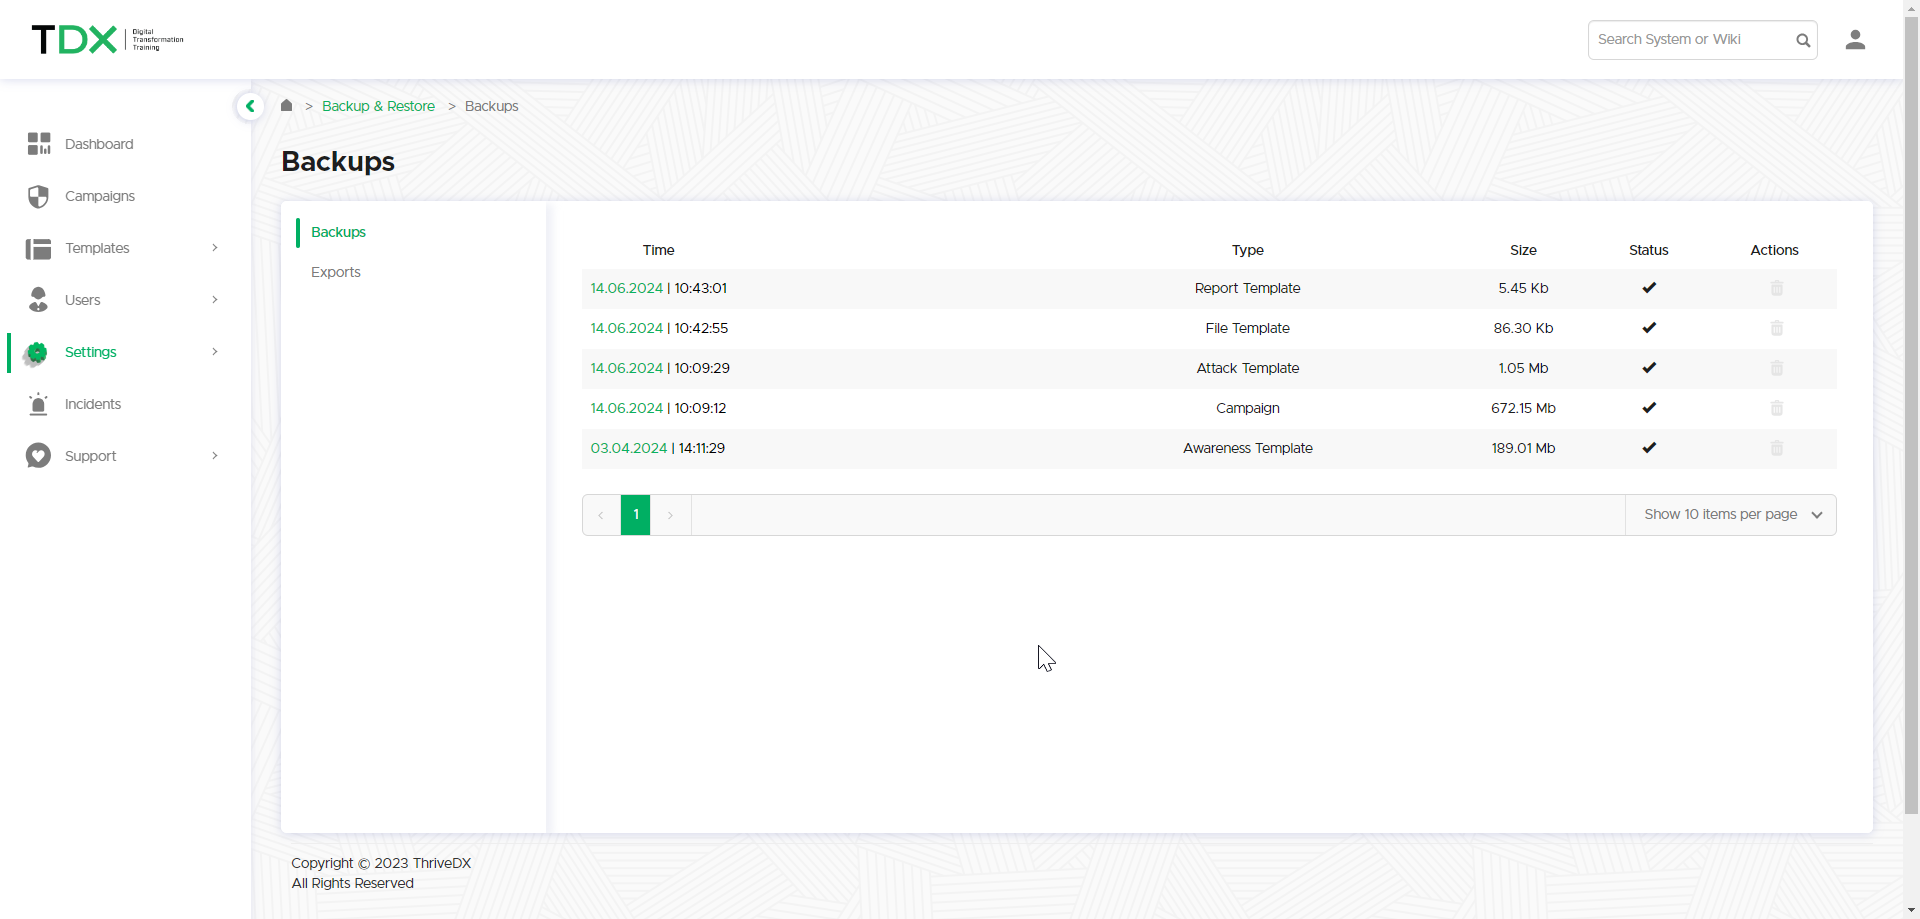 TDX Digital
Transformation
Training
Search System or Wiki
> Backup & Restore > Backups
Dashboard
Campaigns
Templates
Users
Settings
Incidents
Support
Backups
Backups
Exports
Time Type Size Status Actions
14.06.2024 | 10:43:01 Report Template 5.45 Kb
14.06.2024 | 10:42:55 File Template 86.30 Kb
14.06.2024 | 10:09:29 Attack Template 1.05 Mb
14.06.2024 | 10:09:12 Campaign 672.15 Mb
03.04.2024 | 14:11:29 Awareness Template 189.01 Mb
< 1 > Show 10 items per page
Copyright © 2023 ThriveDX
All Rights Reserved